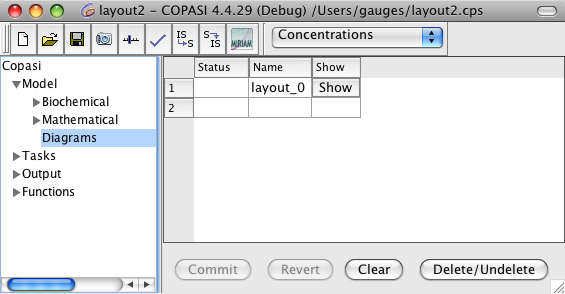 layout2 - COPASI 4.4.29 (Debug) /Users/gauges/layout2.cps
IS
→S
S→
IS
MIRIAM
Concentrations
Copasi
Model
Biochemical
Mathematical
Diagrams
Tasks
Output
Functions
Status Name Show
1 layout_0 Show
2
Commit Revert Clear Delete/Undelete